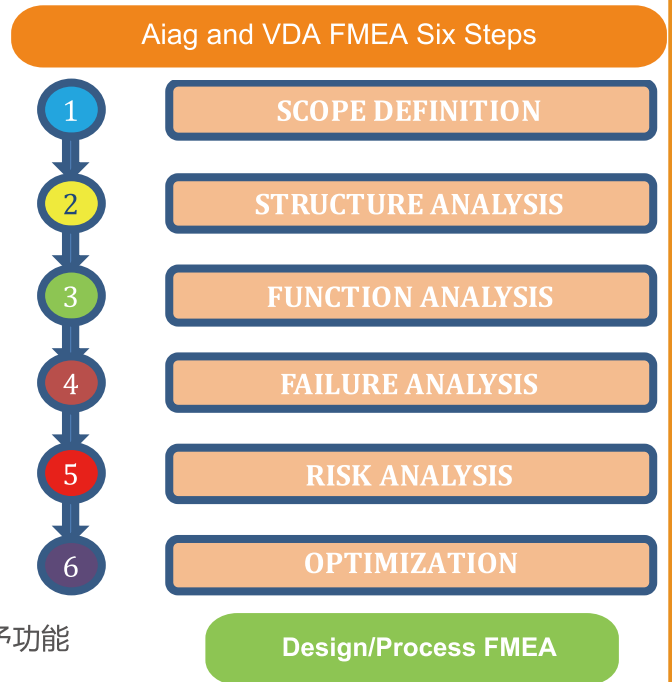 Aiag and VDA FMEA Six Steps
1 SCOPE DEFINITION
2 STRUCTURE ANALYSIS
3 FUNCTION ANALYSIS
4 FAILURE ANALYSIS
5 RISK ANALYSIS
6 OPTIMIZATION
功能
Design/Process FMEA